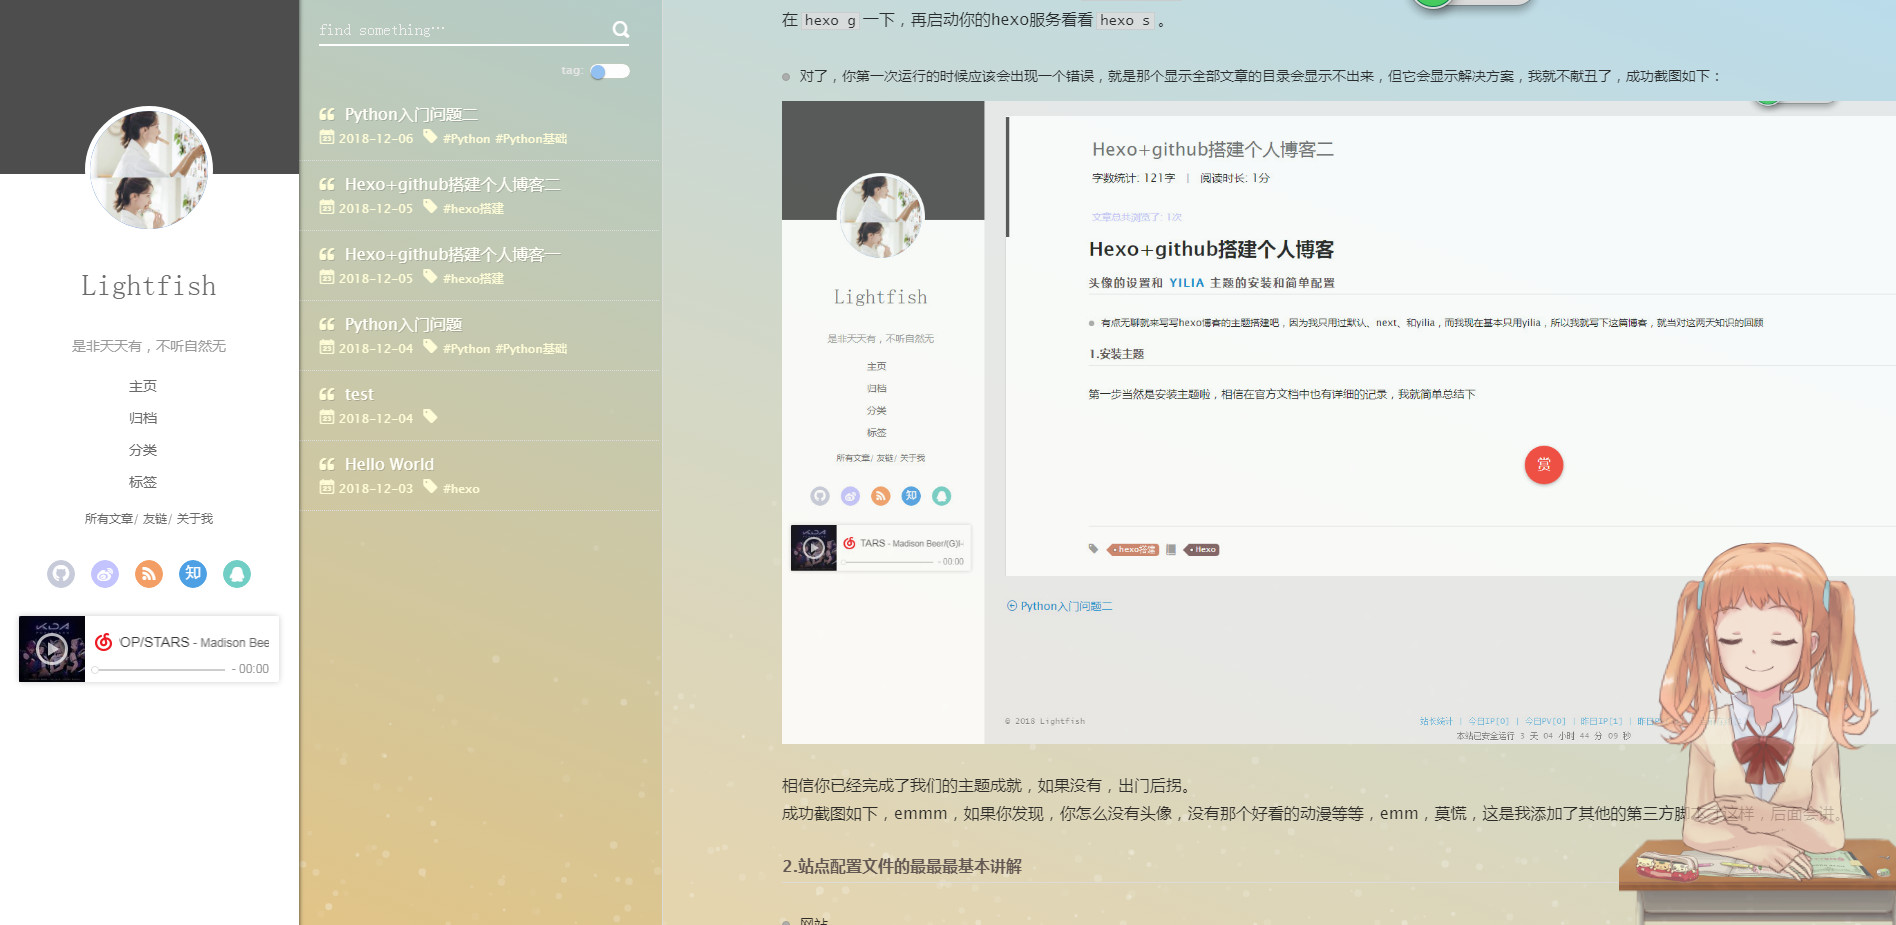 Lightfish
是非天天有，不听自然无
主页
归档
分类
标签
所有文章/ 友链/ 关于我
知
OP/STARS - Madison Bee
- 00:00
find something…
tag:
Python入门问题二
2018-12-06 #Python #Python基础
Hexo+github搭建个人博客二
2018-12-05 #hexo搭建
Hexo+github搭建个人博客一
2018-12-05 #hexo搭建
Python入门问题
2018-12-04 #Python #Python基础
test
2018-12-04
Hello World
2018-12-03 #hexo
在 hexo g 一下，再启动你的hexo服务看看 hexo s 。
对了，你第一次运行的时候应该会出现一个错误，就是那个显示全部文章的目录会显示不出来，但它会显示解决方案，我就不献丑了，成功截图如下：
Lightfish
是非天天有，不听自然无
主页
归档
分类
标签
所有文章/ 友链/ 关于我
知
TARS - Madison Beer/(G)I-
- 00:00
Hexo+github搭建个人博客二
字数统计: 121字 | 阅读时长: 1分
文章总共浏览了: 1次
Hexo+github搭建个人博客
头像的设置和 YILIA 主题的安装和简单配置
有点无聊就来写写hexo博客的主题搭建吧，因为我只用过默认、next、和yilia，而我现在基本只用yilia，所以我就写下这篇博客，就当对这两天知识的回顾
1.安装主题
第一步当然是安装主题啦，相信在官方文档中也有详细的记录，我就简单总结下
赏
hexo搭建 Hexo
Python入门问题二
© 2018 Lightfish
站长统计 | 今日IP[0] | 今日PV[0] | 昨日IP[1] | 昨日
本站已安全运行 3 天 04 小时 44 分 09 秒
相信你已经完成了我们的主题成就，如果没有，出门后拐。
成功截图如下，emmm，如果你发现，你怎么没有头像，没有那个好看的动漫等等，emm，莫慌，这是我添加了其他的第三方脚本才这样，后面会讲。
2.站点配置文件的最最最基本讲解
网站